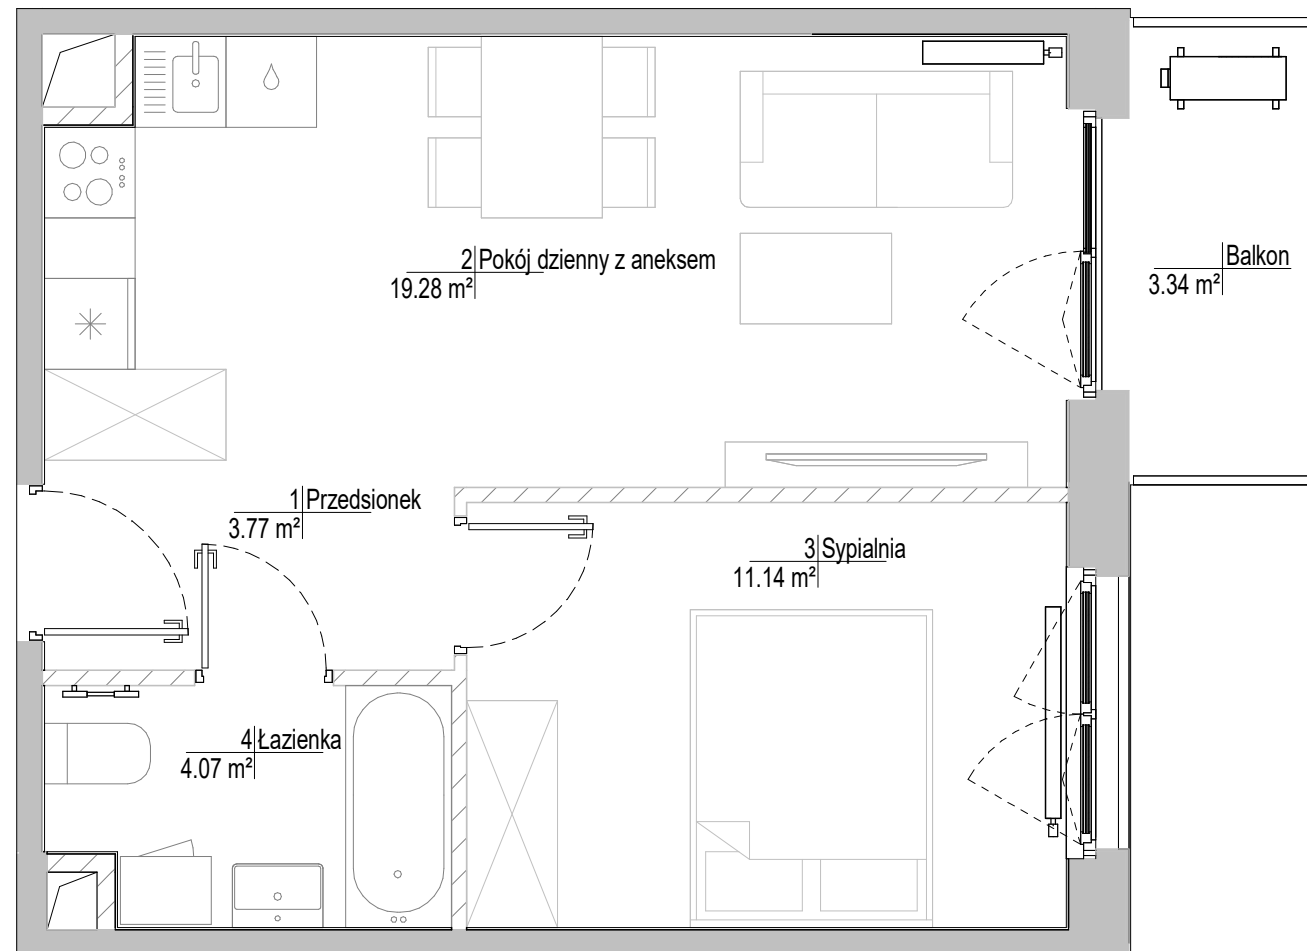 2 Pokój dzienny z aneksem
19.28 m²
Balkon
3.34 m²
1 Przedsionek
3.77 m²
3 Sypialnia
11.14 m²
4 Łazienka
4.07 m²